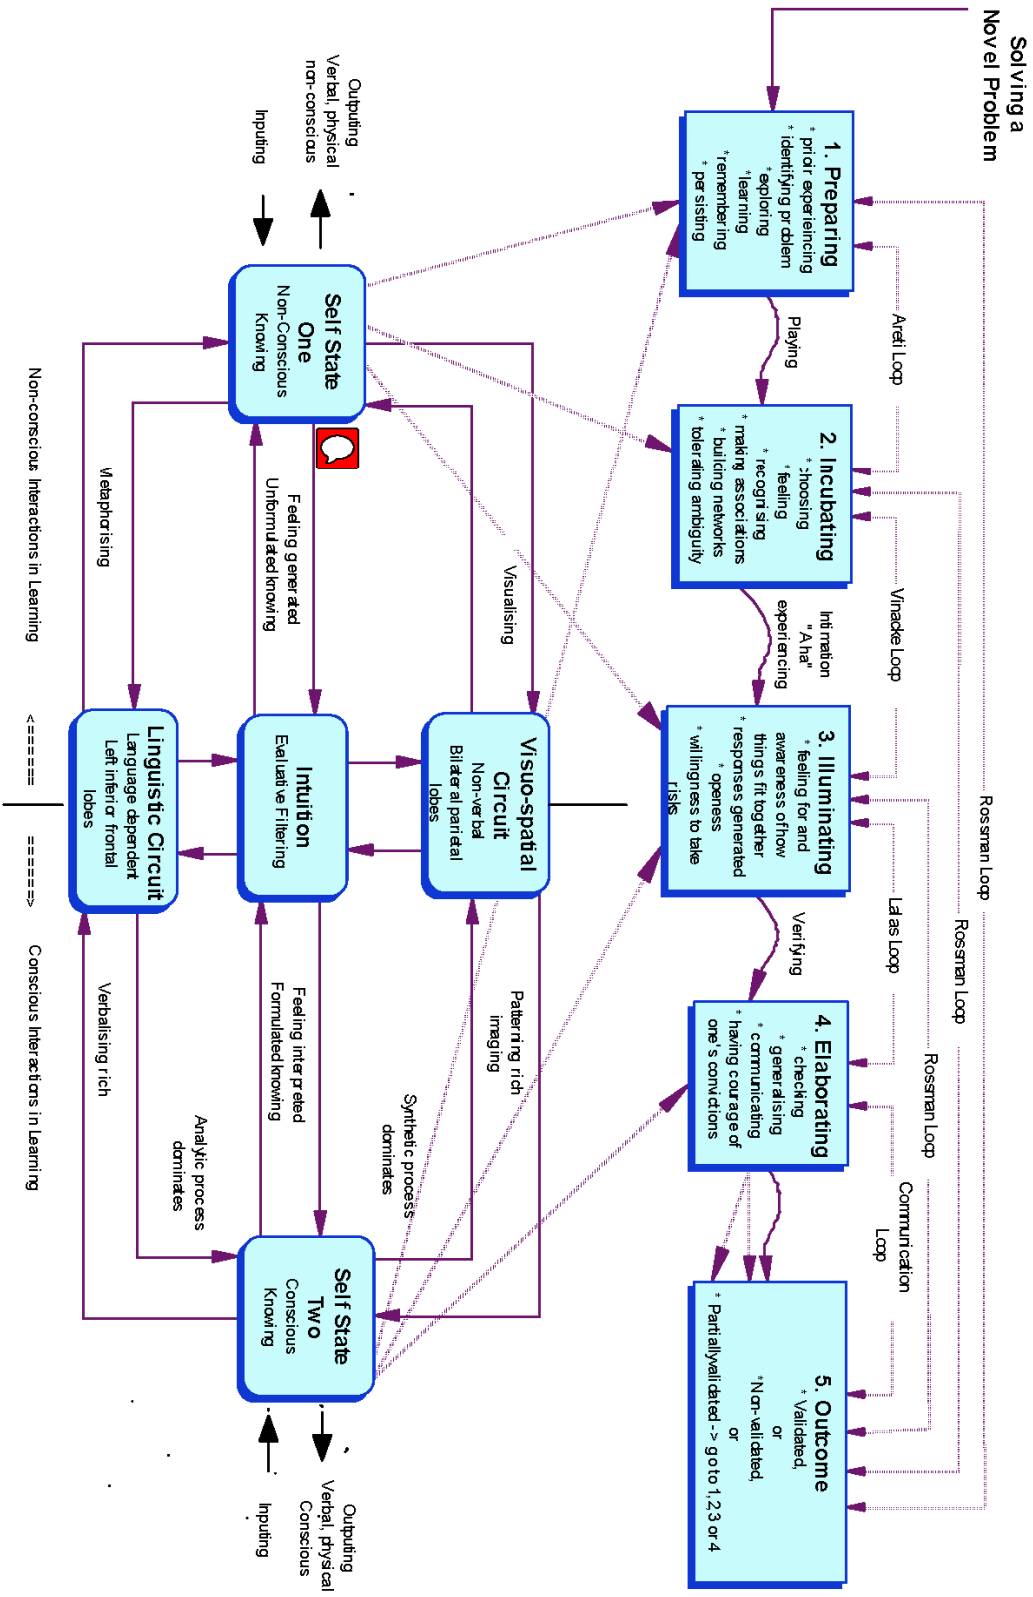 Solving a
Novel Problem
1. Preparing
* prioir experieincing
* identifying problem
*exploring
*learning
*remembering
* persisting
Playing
2. Incubating
* choosing
* feeling
* recognising
* making associations
* building networks
* tolerating ambiguity
Intimation
"Aha"
experiencing
3. Illuminating
* feeling for and
awareness of how
things fit together
* responses generated
* openess
* willingness to take
risks
Verifying
4. Elaborating
* checking
* generalising
* communicating
* having courage of
one's convictions
5. Outcome
* Validated,
or
*Non-validated,
or
* Partiallyvalidated -> go to 1,2,3 or 4
Areti Loop
Vinacke Loop
Lalas Loop
Communication
Loop
Rossman Loop
Rossman Loop
Rossman Loop
Outputing
Verbal, physical
non-conscious
Inputing
Self State
One
Non-Conscious
Knowing
Visualising
Feeling generated
Unformulated knowing
Metaphorising
Visuo-spatial
Circuit
Non-verbal
Bilateral parietal
lobes
Intuition
Evaluative Filtering
Linguistic Circuit
Language dependent
Left inferior frontal
lobes
Patterning rich
imaging
Synthetic process
dominates
Feeling interpreted
Formulated knowing
Verbalising rich
Analytic process
dominates
Self State
Two
Conscious
Knowing
Outputing
Verbal, physical
Conscious
Inputing
Non-conscious Interactions in Learning
<=======
=======>
Conscious Interactions in Learning